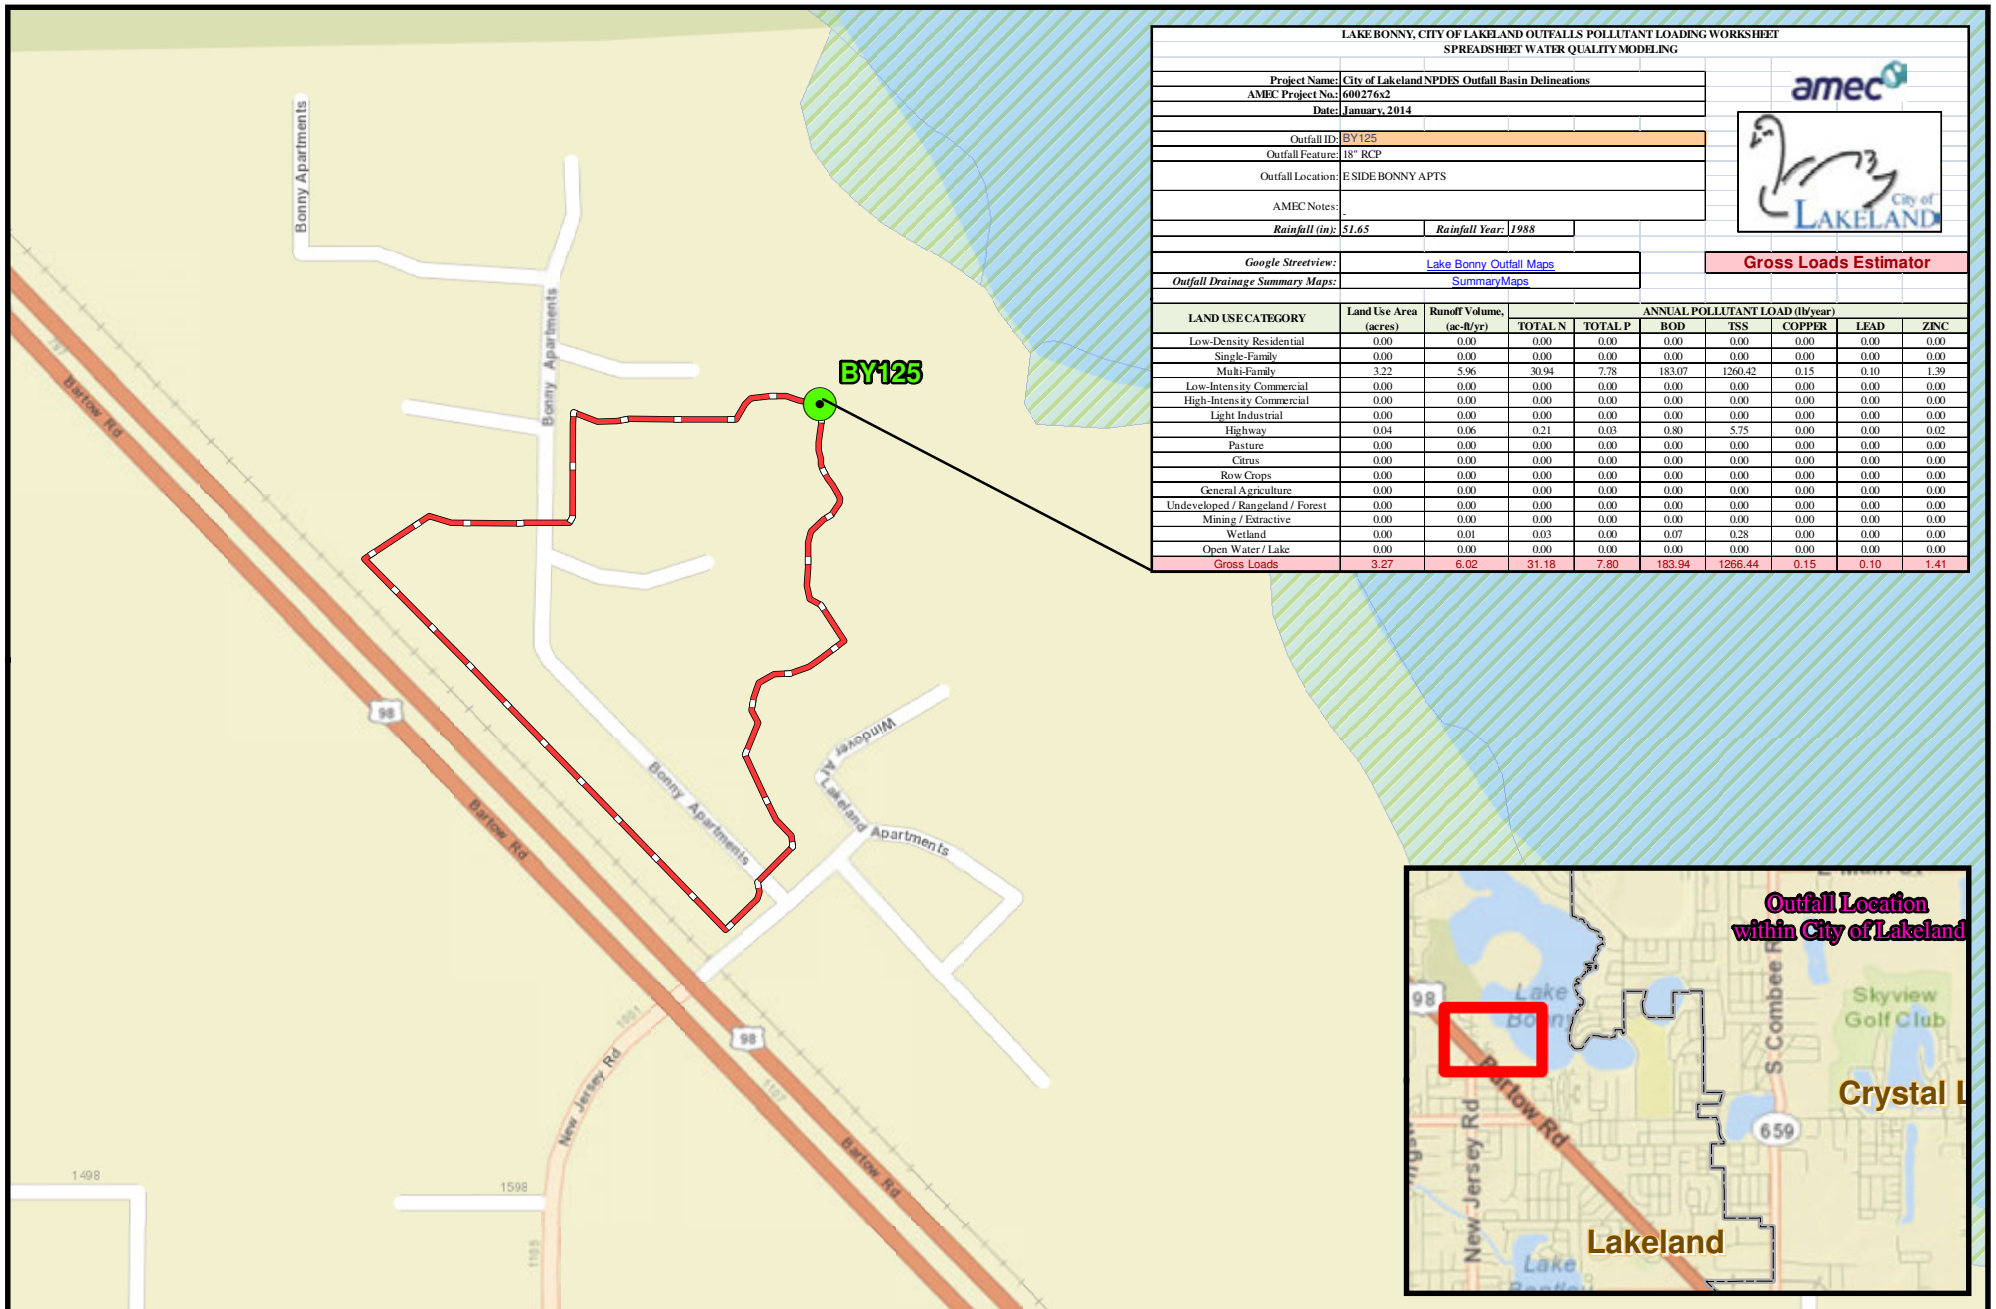 LAKE BONNY, CITY OF LAKELAND OUTFALLS POLLUTANT LOADING WORKSHEET
SPREADSHEET WATER QUALITY MODELING
Project Name: City of Lakeland NPDES Outfall Basin Delineations
AMEC Project No.: 600276x2
Date: January, 2014
amec
Outfall ID: BY125
Outfall Feature: 18" RCP
Outfall Location: E SIDE BONNY APTS
AMEC Notes: -
City of
LAKELAND
Rainfall (in): 51.65 Rainfall Year: 1988
Google Streetview: Lake Bonny Outfall Maps
Gross Loads Estimator
Outfall Drainage Summary Maps: SummaryMaps
LAND USE CATEGORY Land Use Area (acres) Runoff Volume, (ac-ft/yr) ANNUAL POLLUTANT LOAD (lb/year)
TOTAL N TOTAL P BOD TSS COPPER LEAD ZINC
Low-Density Residential 0.00 0.00 0.00 0.00 0.00 0.00 0.00 0.00 0.00
Single-Family 0.00 0.00 0.00 0.00 0.00 0.00 0.00 0.00 0.00
Multi-Family 3.22 5.96 30.94 7.78 183.07 1260.42 0.15 0.10 1.39
Low-Intensity Commercial 0.00 0.00 0.00 0.00 0.00 0.00 0.00 0.00 0.00
High-Intensity Commercial 0.00 0.00 0.00 0.00 0.00 0.00 0.00 0.00 0.00
Light Industrial 0.00 0.00 0.00 0.00 0.00 0.00 0.00 0.00 0.00
Highway 0.04 0.06 0.21 0.03 0.80 5.75 0.00 0.00 0.02
Pasture 0.00 0.00 0.00 0.00 0.00 0.00 0.00 0.00 0.00
Citrus 0.00 0.00 0.00 0.00 0.00 0.00 0.00 0.00 0.00
Row Crops 0.00 0.00 0.00 0.00 0.00 0.00 0.00 0.00 0.00
General Agriculture 0.00 0.00 0.00 0.00 0.00 0.00 0.00 0.00 0.00
Undeveloped / Rangeland / Forest 0.00 0.00 0.00 0.00 0.00 0.00 0.00 0.00 0.00
Mining / Extractive 0.00 0.00 0.00 0.00 0.00 0.00 0.00 0.00 0.00
Wetland 0.00 0.01 0.03 0.00 0.07 0.28 0.00 0.00 0.00
Open Water / Lake 0.00 0.00 0.00 0.00 0.00 0.00 0.00 0.00 0.00
Gross Loads 3.27 6.02 31.18 7.80 183.94 1266.44 0.15 0.10 1.41
Bonny Apartments
Bonny Apartments
797
Bartow Rd
BY125
98
Windover At Lakeland Apartments
Bonny Apartments
Bartow Rd
1001
98
New Jersey Rd
1107
Bartow Rd
1498
1598
1105
Outfall Location
within City of Lakeland
E Main St
98
Lake
Bonny
S Combee R
Skyview
Golf Club
Bartow Rd
Crystal L
659
New Jersey Rd
Lakeland
Lake
Bentley